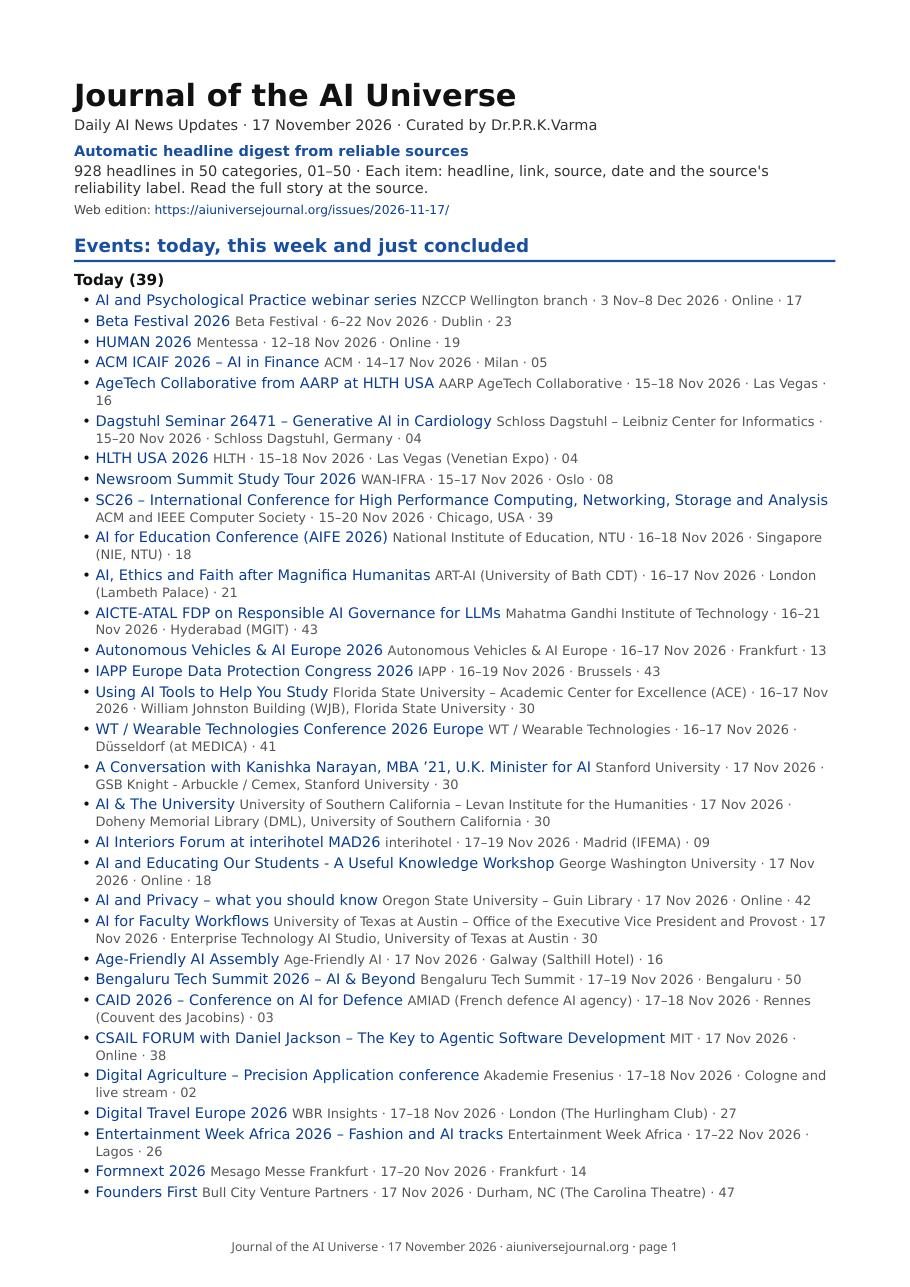 Journal of the AI Universe
Daily AI News Updates · 17 November 2026 · Curated by Dr.P.R.K.Varma
Automatic headline digest from reliable sources
928 headlines in 50 categories, 01–50 · Each item: headline, link, source, date and the source's
reliability label. Read the full story at the source.
Web edition: https://aiuniversejournal.org/issues/2026-11-17/
Events: today, this week and just concluded
Today (39)
• AI and Psychological Practice webinar series NZCCP Wellington branch · 3 Nov–8 Dec 2026 · Online · 17
• Beta Festival 2026 Beta Festival · 6–22 Nov 2026 · Dublin · 23
• HUMAN 2026 Mentessa · 12–18 Nov 2026 · Online · 19
• ACM ICAIF 2026 – AI in Finance ACM · 14–17 Nov 2026 · Milan · 05
• AgeTech Collaborative from AARP at HLTH USA AARP AgeTech Collaborative · 15–18 Nov 2026 · Las Vegas ·
16
• Dagstuhl Seminar 26471 – Generative AI in Cardiology Schloss Dagstuhl – Leibniz Center for Informatics ·
15–20 Nov 2026 · Schloss Dagstuhl, Germany · 04
• HLTH USA 2026 HLTH · 15–18 Nov 2026 · Las Vegas (Venetian Expo) · 04
• Newsroom Summit Study Tour 2026 WAN-IFRA · 15–17 Nov 2026 · Oslo · 08
• SC26 – International Conference for High Performance Computing, Networking, Storage and Analysis
ACM and IEEE Computer Society · 15–20 Nov 2026 · Chicago, USA · 39
• AI for Education Conference (AIFE 2026) National Institute of Education, NTU · 16–18 Nov 2026 · Singapore
(NIE, NTU) · 18
• AI, Ethics and Faith after Magnifica Humanitas ART-AI (University of Bath CDT) · 16–17 Nov 2026 · London
(Lambeth Palace) · 21
• AICTE-ATAL FDP on Responsible AI Governance for LLMs Mahatma Gandhi Institute of Technology · 16–21
Nov 2026 · Hyderabad (MGIT) · 43
• Autonomous Vehicles & AI Europe 2026 Autonomous Vehicles & AI Europe · 16–17 Nov 2026 · Frankfurt · 13
• IAPP Europe Data Protection Congress 2026 IAPP · 16–19 Nov 2026 · Brussels · 43
• Using AI Tools to Help You Study Florida State University – Academic Center for Excellence (ACE) · 16–17 Nov
2026 · William Johnston Building (WJB), Florida State University · 30
• WT / Wearable Technologies Conference 2026 Europe WT / Wearable Technologies · 16–17 Nov 2026 ·
Düsseldorf (at MEDICA) · 41
• A Conversation with Kanishka Narayan, MBA ’21, U.K. Minister for AI Stanford University · 17 Nov 2026 ·
GSB Knight - Arbuckle / Cemex, Stanford University · 30
• AI & The University University of Southern California – Levan Institute for the Humanities · 17 Nov 2026 ·
Doheny Memorial Library (DML), University of Southern California · 30
• AI Interiors Forum at interihotel MAD26 interihotel · 17–19 Nov 2026 · Madrid (IFEMA) · 09
• AI and Educating Our Students - A Useful Knowledge Workshop George Washington University · 17 Nov
2026 · Online · 18
• AI and Privacy – what you should know Oregon State University – Guin Library · 17 Nov 2026 · Online · 42
• AI for Faculty Workflows University of Texas at Austin – Office of the Executive Vice President and Provost · 17
Nov 2026 · Enterprise Technology AI Studio, University of Texas at Austin · 30
• Age-Friendly AI Assembly Age-Friendly AI · 17 Nov 2026 · Galway (Salthill Hotel) · 16
• Bengaluru Tech Summit 2026 – AI & Beyond Bengaluru Tech Summit · 17–19 Nov 2026 · Bengaluru · 50
• CAID 2026 – Conference on AI for Defence AMIAD (French defence AI agency) · 17–18 Nov 2026 · Rennes
(Couvent des Jacobins) · 03
• CSAIL FORUM with Daniel Jackson – The Key to Agentic Software Development MIT · 17 Nov 2026 ·
Online · 38
• Digital Agriculture – Precision Application conference Akademie Fresenius · 17–18 Nov 2026 · Cologne and
live stream · 02
• Digital Travel Europe 2026 WBR Insights · 17–18 Nov 2026 · London (The Hurlingham Club) · 27
• Entertainment Week Africa 2026 – Fashion and AI tracks Entertainment Week Africa · 17–22 Nov 2026 ·
Lagos · 26
• Formnext 2026 Mesago Messe Frankfurt · 17–20 Nov 2026 · Frankfurt · 14
• Founders First Bull City Venture Partners · 17 Nov 2026 · Durham, NC (The Carolina Theatre) · 47
Journal of the AI Universe · 17 November 2026 · aiuniversejournal.org · page 1